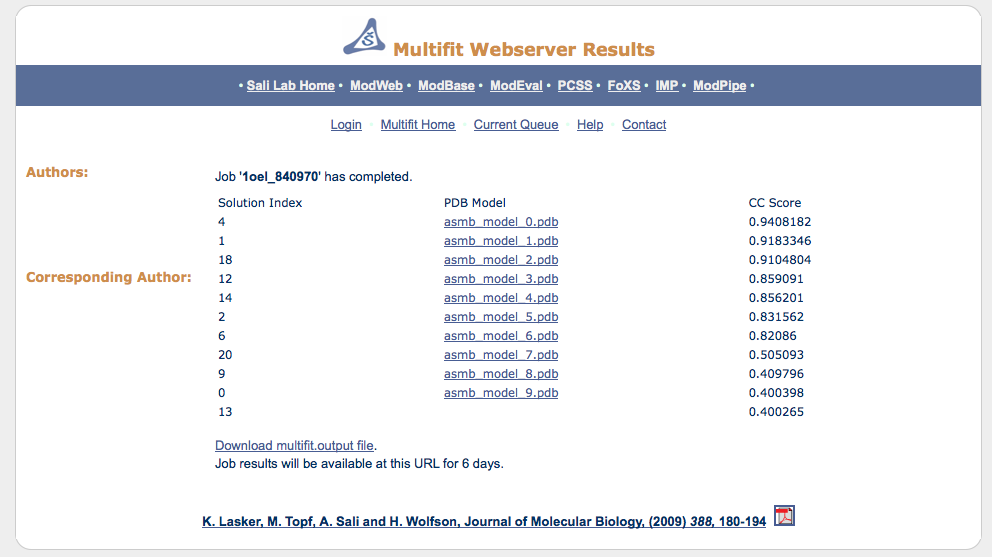 Š
Multifit Webserver Results
• Sali Lab Home • ModWeb • ModBase • ModEval • PCSS • FoXS • IMP • ModPipe •
Login • Multifit Home • Current Queue • Help • Contact
Authors:
Corresponding Author:
Job '1oel_840970' has completed.
Solution Index PDB Model CC Score
4 asmb_model_0.pdb 0.9408182
1 asmb_model_1.pdb 0.9183346
18 asmb_model_2.pdb 0.9104804
12 asmb_model_3.pdb 0.859091
14 asmb_model_4.pdb 0.856201
2 asmb_model_5.pdb 0.831562
6 asmb_model_6.pdb 0.82086
20 asmb_model_7.pdb 0.505093
9 asmb_model_8.pdb 0.409796
0 asmb_model_9.pdb 0.400398
13 0.400265
Download multifit.output file.
Job results will be available at this URL for 6 days.
K. Lasker, M. Topf, A. Sali and H. Wolfson, Journal of Molecular Biology, (2009) 388, 180-194